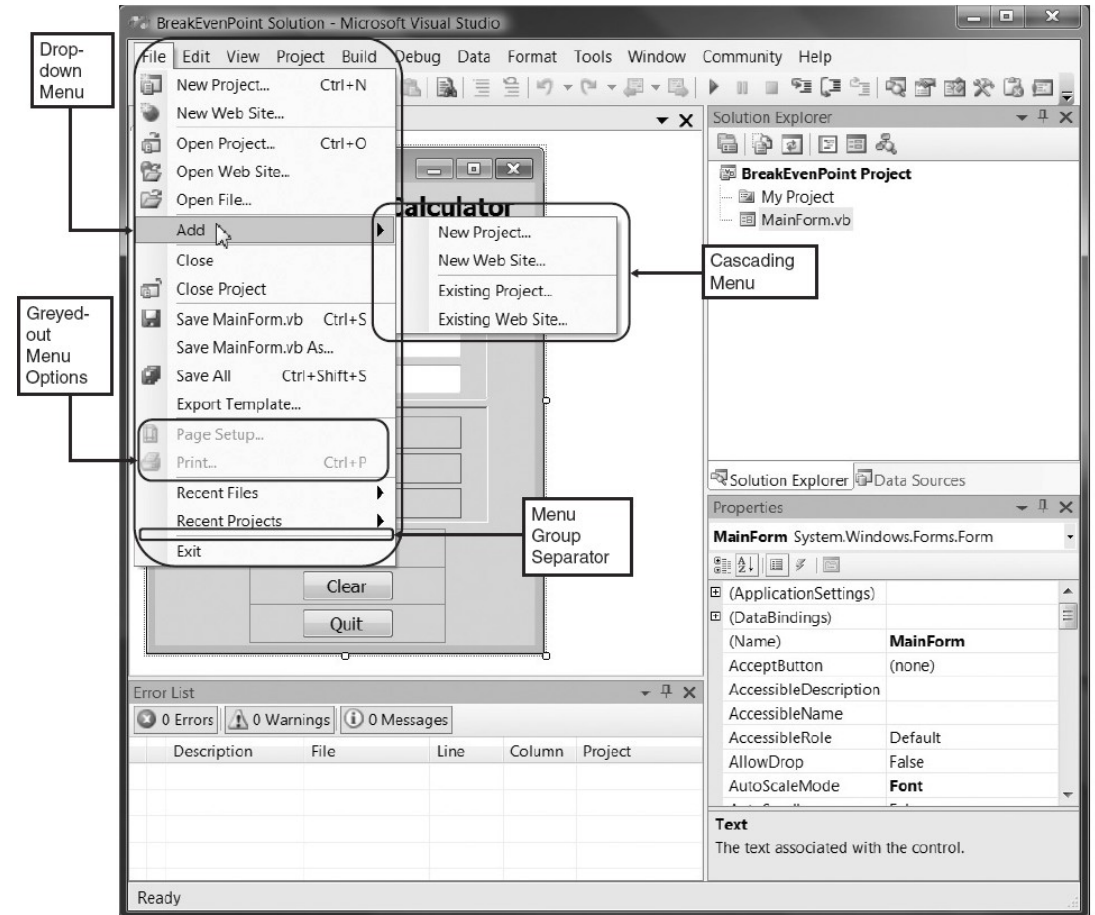 BreakEvenPoint Solution - Microsoft Visual Studio
File Edit View Project Build Debug Data Format Tools Window Community Help
Drop-
down
Menu
New Project... Ctrl+N
New Web Site...
Open Project... Ctrl+O
Open Web Site...
Open File...
Add
Close
Close Project
Save MainForm.vb Ctrl+S
Save MainForm.vb As...
Save All Ctrl+Shift+S
Export Template...
Page Setup...
Print... Ctrl+P
Recent Files
Recent Projects
Exit
Greyed-
out
Menu
Options
Calculator
New Project...
New Web Site...
Existing Project...
Existing Web Site...
Cascading
Menu
Menu
Group
Separator
Clear
Quit
Solution Explorer
BreakEvenPoint Project
My Project
MainForm.vb
Solution Explorer Data Sources
Properties
MainForm System.Windows.Forms.Form
(ApplicationSettings)
(DataBindings)
(Name) MainForm
AcceptButton (none)
AccessibleDescription
AccessibleName
AccessibleRole Default
AllowDrop False
AutoScaleMode Font
Text
The text associated with the control.
Error List
0 Errors 0 Warnings 0 Messages
Description File Line Column Project
Ready